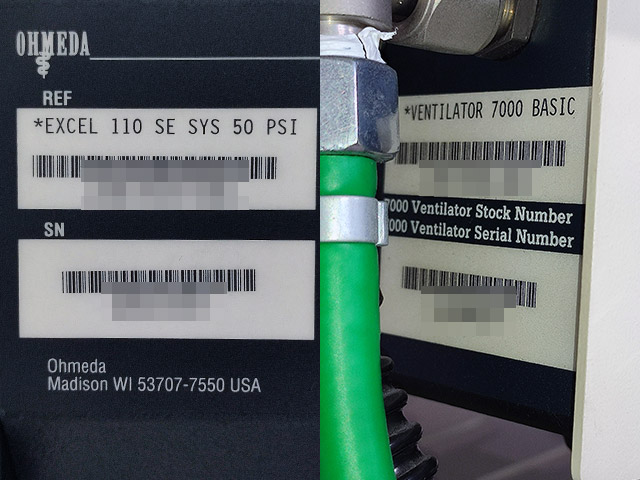 OHMEDA
REF
*EXCEL 110 SE SYS 50 PSI
SN
Ohmeda
Madison WI 53707-7550 USA
*VENTILATOR 7000 BASIC
7000 Ventilator Stock Number
7000 Ventilator Serial Number